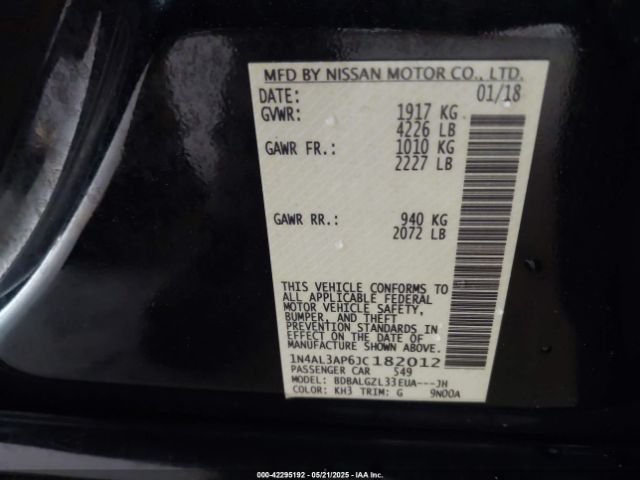 MFD BY NISSAN MOTOR CO., LTD.
DATE: 01/18
GVWR: 1917 KG
4226 LB
GAWR FR.: 1010 KG
2227 LB
GAWR RR.: 940 KG
2072 LB
THIS VEHICLE CONFORMS TO
ALL APPLICABLE FEDERAL
MOTOR VEHICLE SAFETY,
BUMPER, AND THEFT
PREVENTION STANDARDS IN
EFFECT ON THE DATE OF
MANUFACTURE SHOWN ABOVE.
1N4AL3AP6JC182012
PASSENGER CAR 549
MODEL: BDBALGZL33EUA---JH
COLOR: KH3 TRIM: G 9N00A
000-42295192 - 05/21/2025 - IAA Inc.